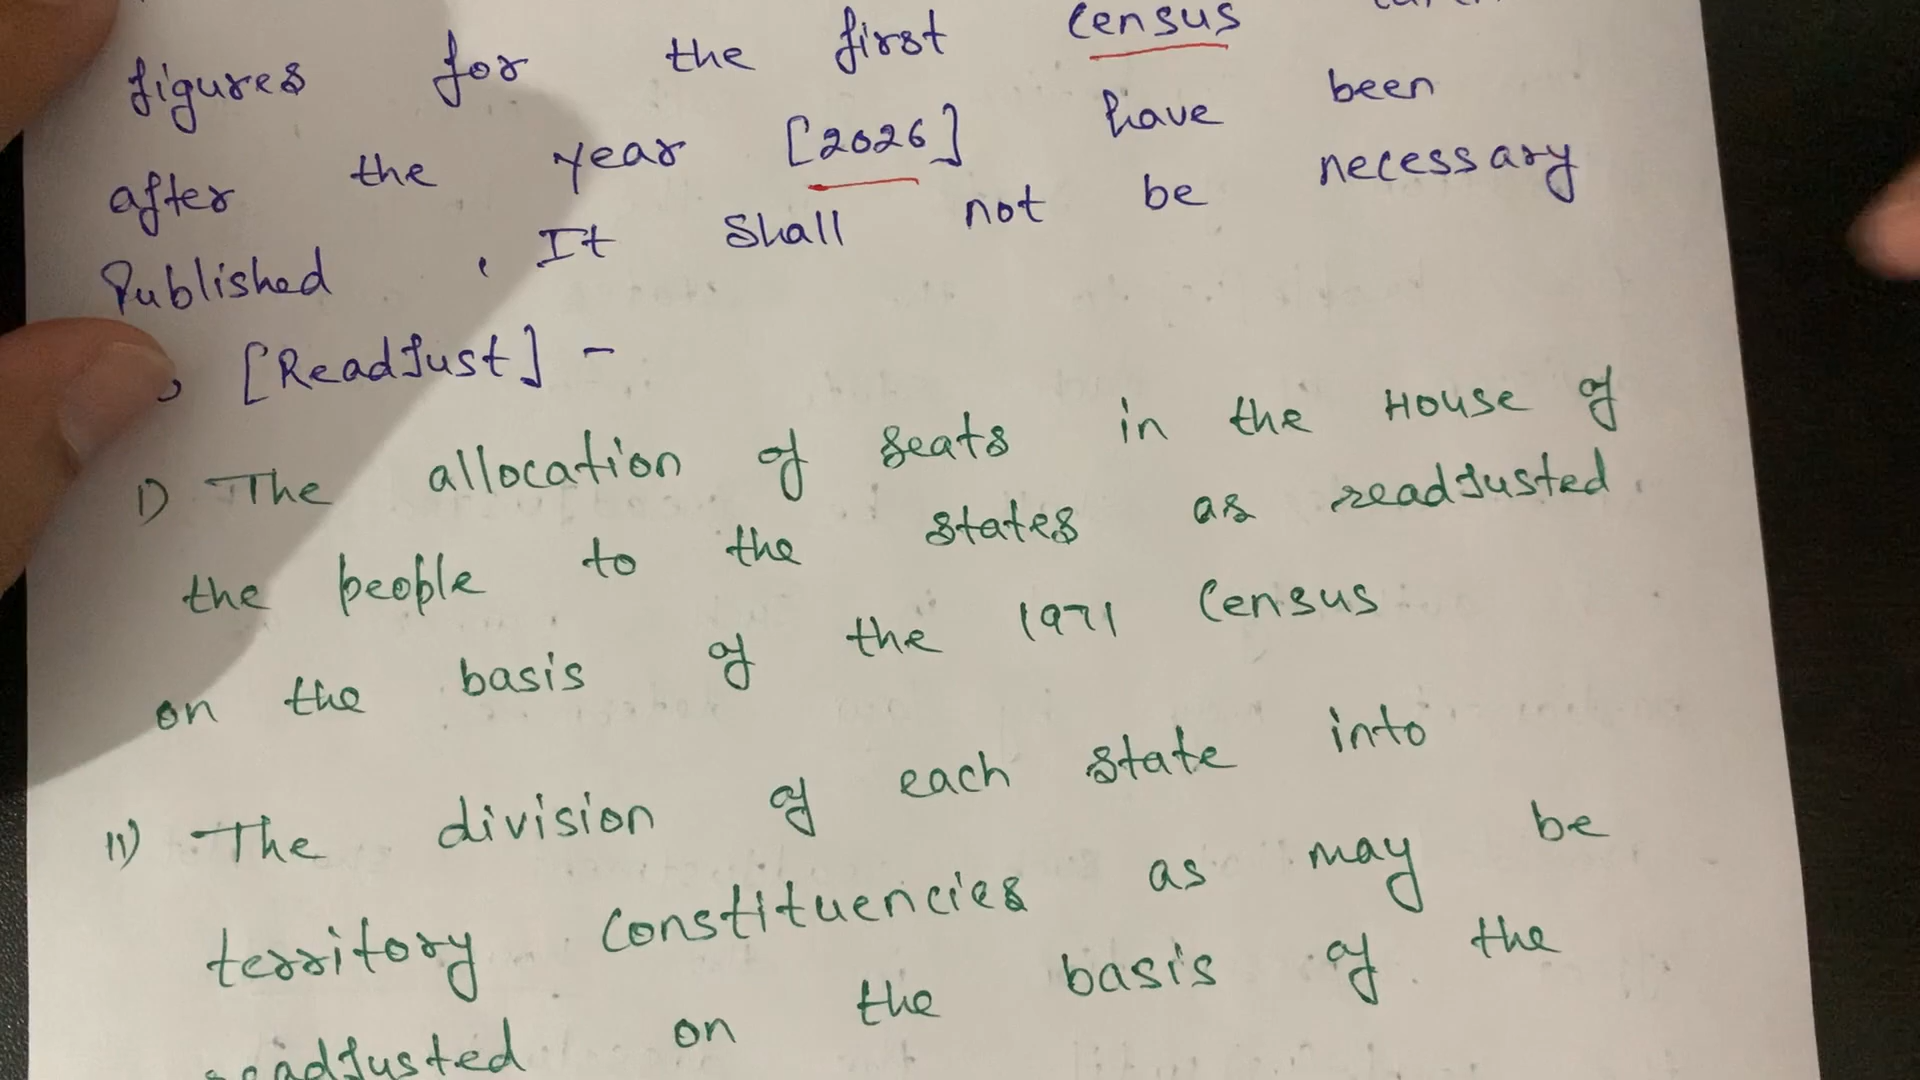 figures for the first Census
after the year [2026] have been
Published , It Shall not be necessary
[ReadJust] -
I) The allocation of seats in the House of
the people to the states as readJusted
on the basis of the 1971 Census
II) The division of each state into
territory Constituencies as may be
readJusted on the basis of the